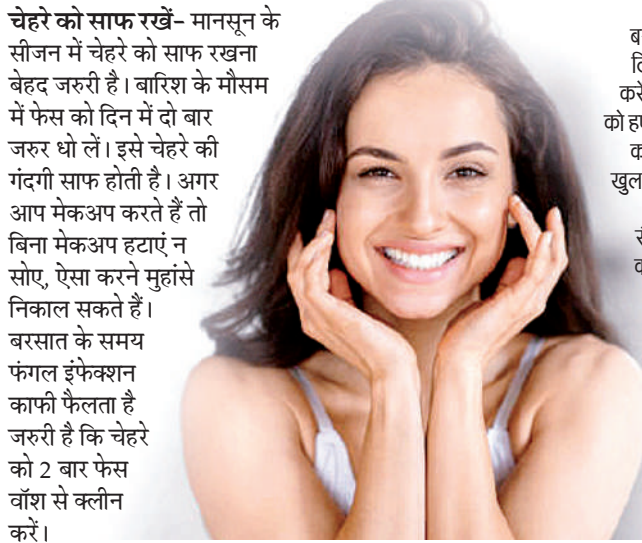 चेहरे को साफ रखें– मानसून के
सीजन में चेहरे को साफ रखना
बेहद जरुरी है। बारिश के मौसम
में फेस को दिन में दो बार
जरुर धो लें। इसे चेहरे की
गंदगी साफ होती है। अगर
आप मेकअप करते हैं तो
बिना मेकअप हटाएं न
सोए, ऐसा करने मुहांसे
निकाल सकते हैं।
बरसात के समय
फंगल इंफेक्शन
काफी फैलता है
जरुरी है कि चेहरे
को 2 बार फेस
वॉश से क्लीन
करें।
करें
को
खुल